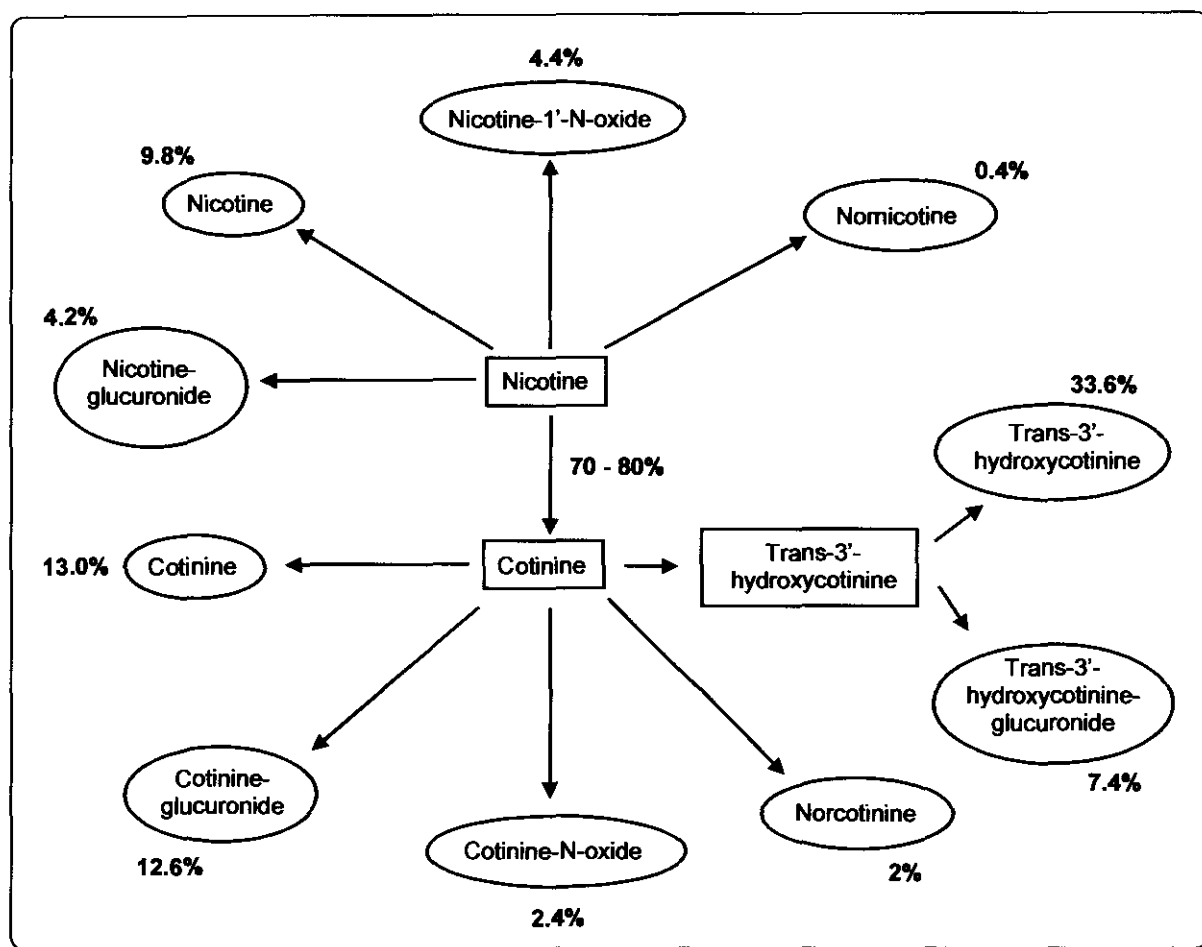 4.4%
Nicotine-1'-N-oxide
9.8%
Nicotine
0.4%
Nornicotine
4.2%
Nicotine-
glucuronide
Nicotine
33.6%
Trans-3'-
hydroxycotinine
70 - 80%
13.0%
Cotinine
Cotinine
Trans-3'-
hydroxycotinine
Trans-3'-
hydroxycotinine-
glucuronide
7.4%
Cotinine-
glucuronide
12.6%
Cotinine-N-oxide
2.4%
Norcotinine
2%